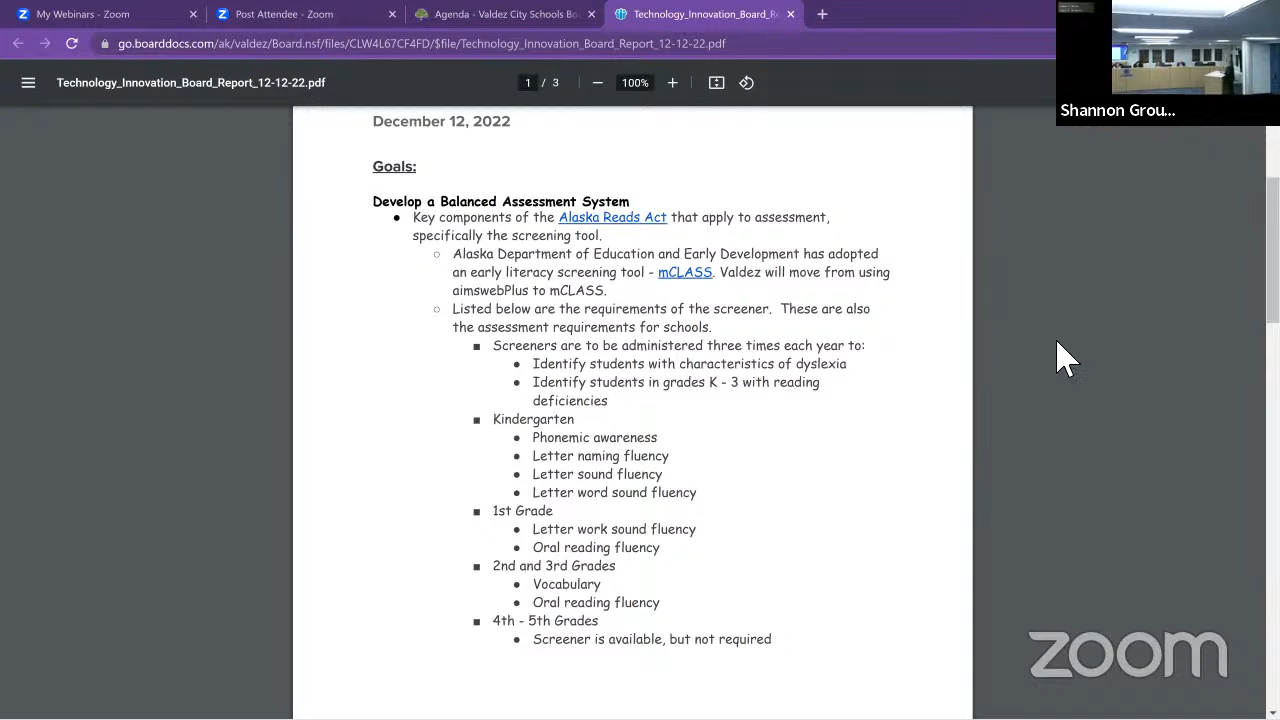 My Webinars - Zoom
Post Attendee - Zoom
Agenda - Valdez City Schools Bo
Technology_Innovation_Board_R
go.boarddocs.com/ak/valdez/Board.nsf/files/CLW4L67CF4FD/$file/Technology_Innovation_Board_Report_12-12-22.pdf
Technology_Innovation_Board_Report_12-12-22.pdf
1 / 3
100%
Shannon Grou...
December 12, 2022
Goals:
Develop a Balanced Assessment System
● Key components of the Alaska Reads Act that apply to assessment,
specifically the screening tool.
○ Alaska Department of Education and Early Development has adopted
an early literacy screening tool - mCLASS. Valdez will move from using
aimswebPlus to mCLASS.
○ Listed below are the requirements of the screener. These are also
the assessment requirements for schools.
■ Screeners are to be administered three times each year to:
● Identify students with characteristics of dyslexia
● Identify students in grades K - 3 with reading
deficiencies
■ Kindergarten
● Phonemic awareness
● Letter naming fluency
● Letter sound fluency
● Letter word sound fluency
■ 1st Grade
● Letter work sound fluency
● Oral reading fluency
■ 2nd and 3rd Grades
● Vocabulary
● Oral reading fluency
■ 4th - 5th Grades
● Screener is available, but not required
zoom